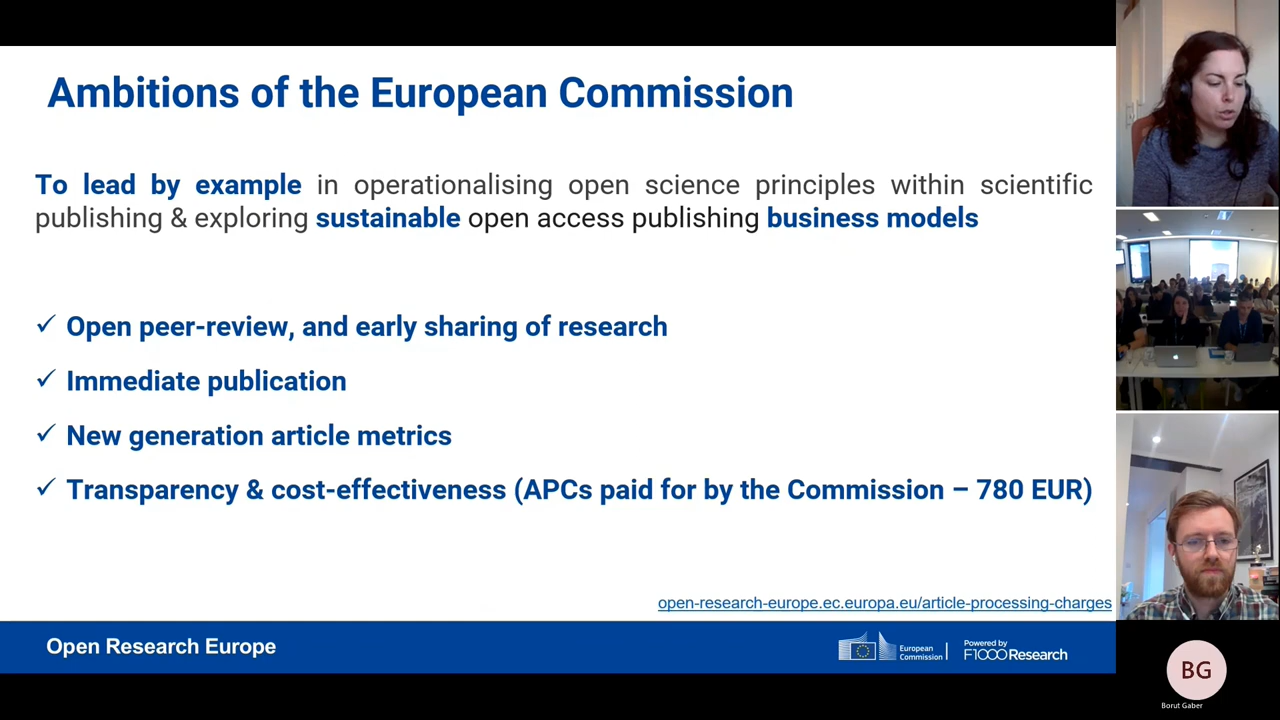 Ambitions of the European Commission
To lead by example in operationalising open science principles within scientific
publishing & exploring sustainable open access publishing business models
✓ Open peer-review, and early sharing of research
✓ Immediate publication
✓ New generation article metrics
✓ Transparency & cost-effectiveness (APCs paid for by the Commission – 780 EUR)
open-research-europe.ec.europa.eu/article-processing-charges
Open Research Europe
European
Commission
Powered by
F1000Research
BG
Borut Gaber